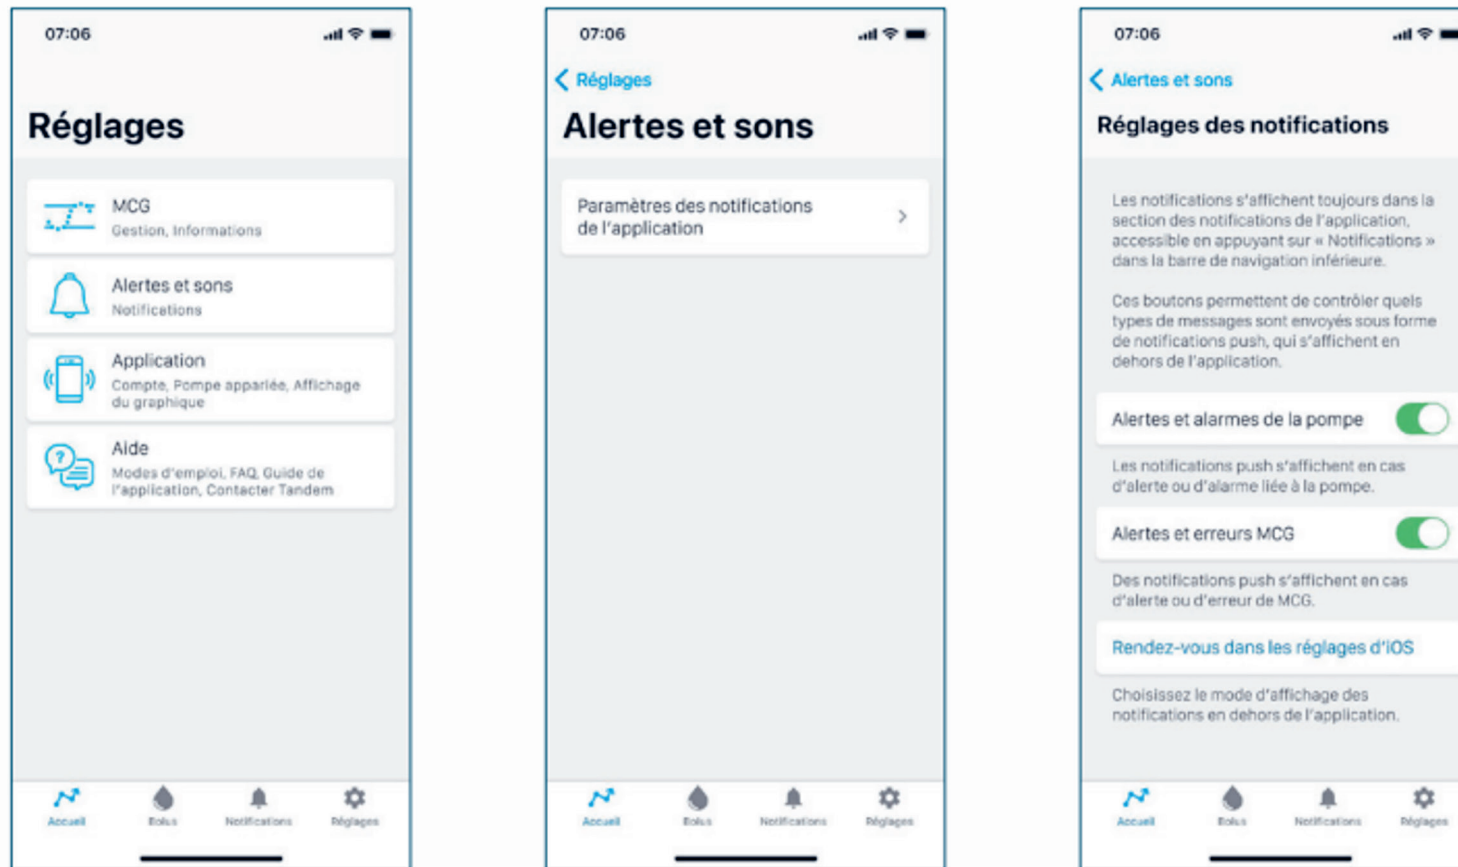 07:06
Réglages
MCG
Gestion, Informations
Alertes et sons
Notifications
Application
Compte, Pompe appariée, Affichage
du graphique
Aide
Modes d'emploi, FAQ, Guide de
l'application, Contacter Tandem
Accueil
Bolus
Notifications
Réglages
07:06
Réglages
Alertes et sons
Paramètres des notifications
de l'application
Accueil
Bolus
Notifications
Réglages
07:06
Alertes et sons
Réglages des notifications
Les notifications s'affichent toujours dans la
section des notifications de l'application,
accessible en appuyant sur « Notifications »
dans la barre de navigation inférieure.
Ces boutons permettent de contrôler quels
types de messages sont envoyés sous forme
de notifications push, qui s'affichent en
dehors de l'application.
Alertes et alarmes de la pompe
Les notifications push s'affichent en cas
d'alerte ou d'alarme liée à la pompe.
Alertes et erreurs MCG
Des notifications push s'affichent en cas
d'alerte ou d'erreur de MCG.
Rendez-vous dans les réglages d'iOS
Choisissez le mode d'affichage des
notifications en dehors de l'application.
Accueil
Bolus
Notifications
Réglages